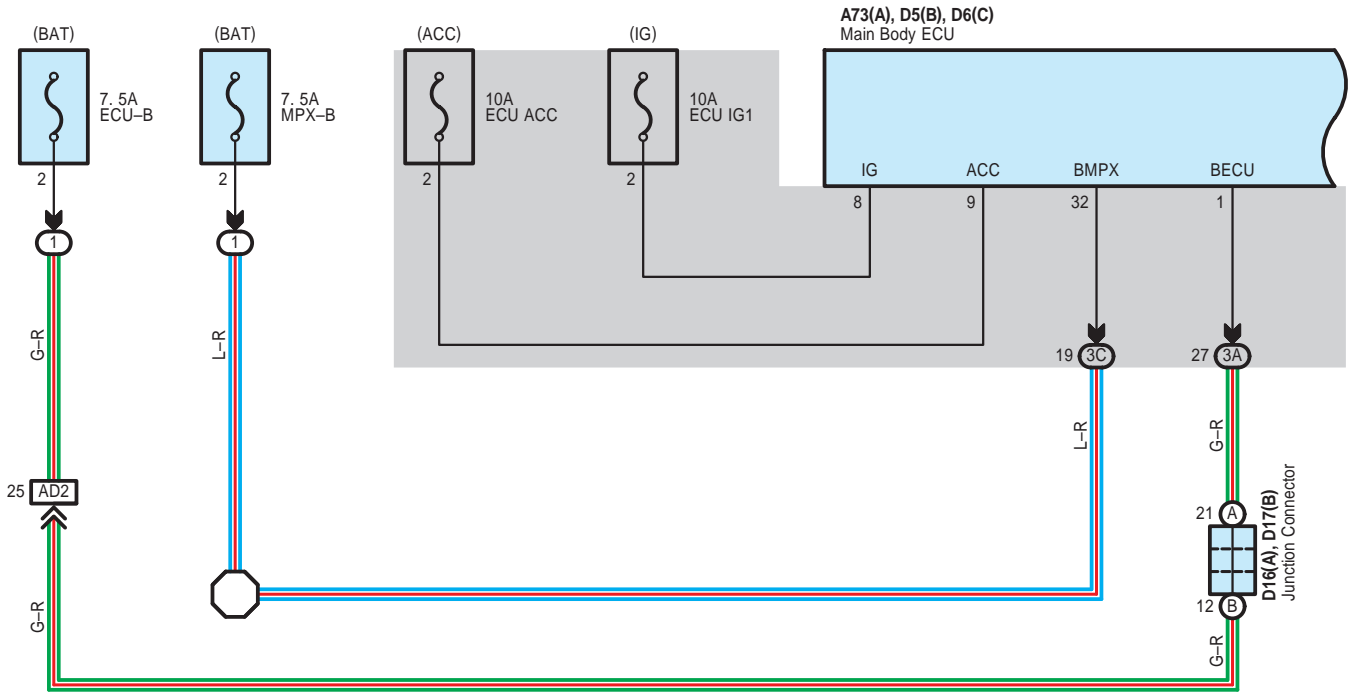 A73(A), D5(B), D6(C)
Main Body ECU
(BAT)
(BAT)
(ACC)
(IG)
7. 5A
ECU–B
7. 5A
MPX–B
10A
ECU ACC
10A
ECU IG1
2
2
2
2
IG
ACC
BMPX
BECU
8
9
32
1
1
1
G–R
L–R
19
3C
27
3A
L–R
G–R
25
AD2
21
A
D16(A), D17(B)
Junction Connector
12
B
G–R
G–R